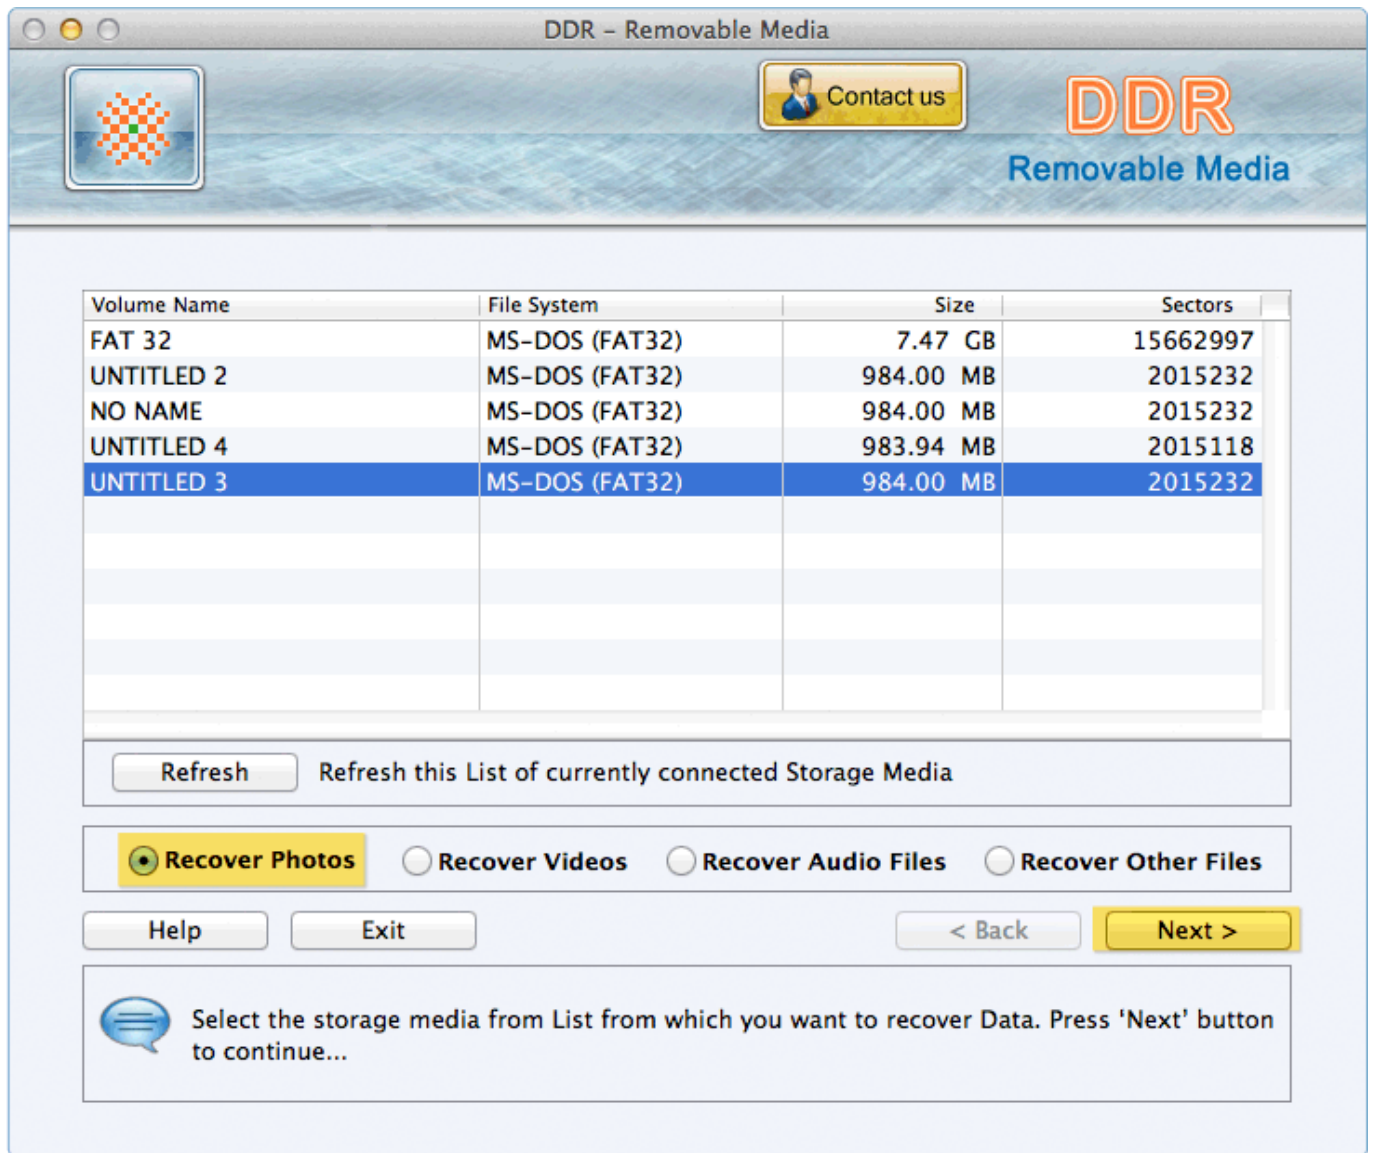 DDR – Removable Media
Contact us
DDR
Removable Media
Volume Name File System Size Sectors
FAT 32 MS-DOS (FAT32) 7.47 GB 15662997
UNTITLED 2 MS-DOS (FAT32) 984.00 MB 2015232
NO NAME MS-DOS (FAT32) 984.00 MB 2015232
UNTITLED 4 MS-DOS (FAT32) 983.94 MB 2015118
UNTITLED 3 MS-DOS (FAT32) 984.00 MB 2015232
Refresh Refresh this List of currently connected Storage Media
Recover Photos Recover Videos Recover Audio Files Recover Other Files
Help Exit < Back Next >
Select the storage media from List from which you want to recover Data. Press ‘Next’ button
to continue...